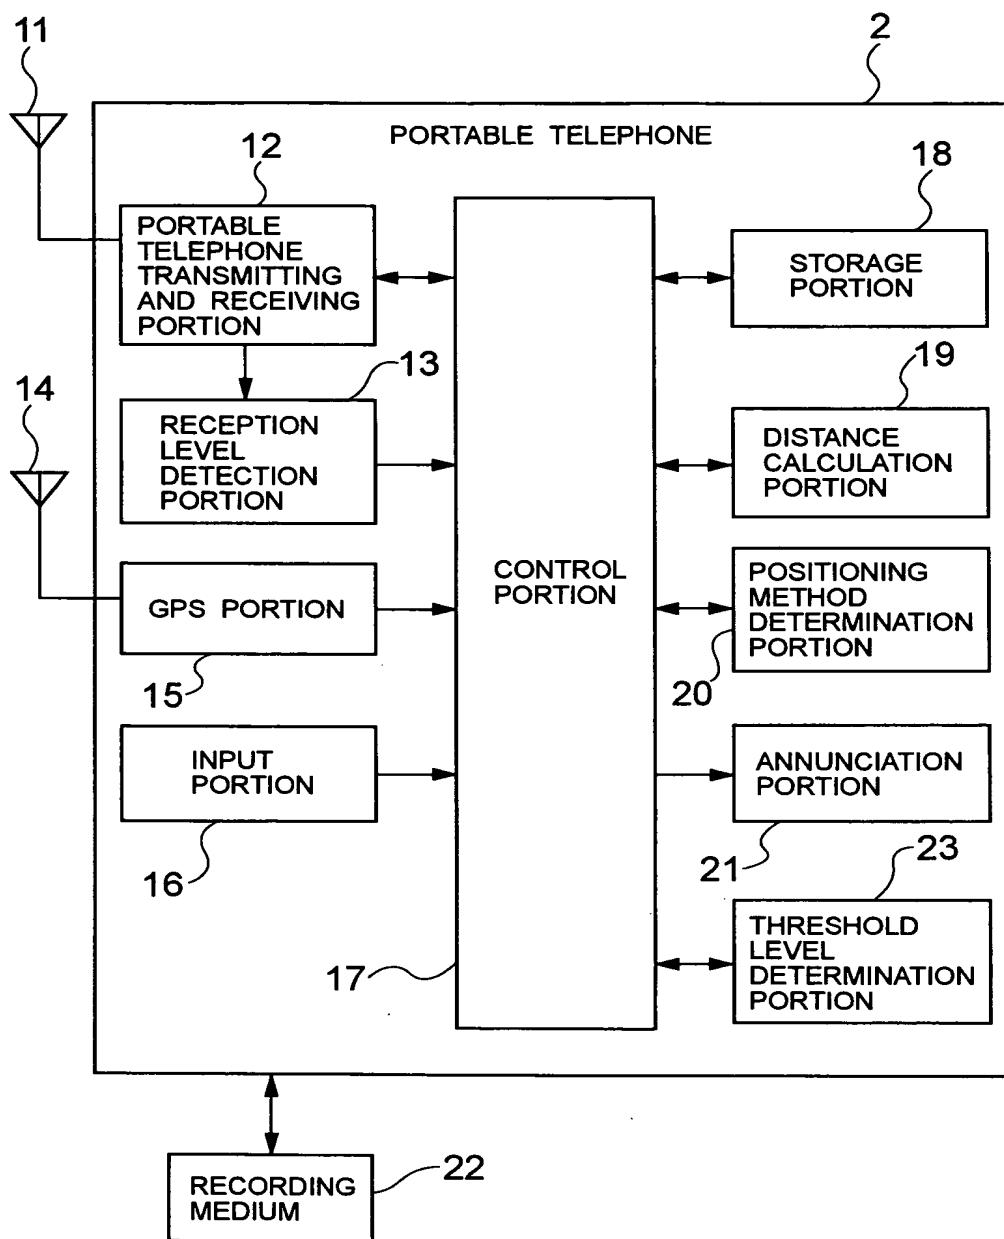 11
2
PORTABLE TELEPHONE
12
PORTABLE
TELEPHONE
TRANSMITTING
AND RECEIVING
PORTION
18
STORAGE
PORTION
13
RECEPTION
LEVEL
DETECTION
PORTION
14
19
DISTANCE
CALCULATION
PORTION
GPS PORTION
15
CONTROL
PORTION
POSITIONING
METHOD
DETERMINATION
PORTION
20
INPUT
PORTION
16
ANNUNCIATION
PORTION
21
23
THRESHOLD
LEVEL
DETERMINATION
PORTION
17
RECORDING
MEDIUM
22